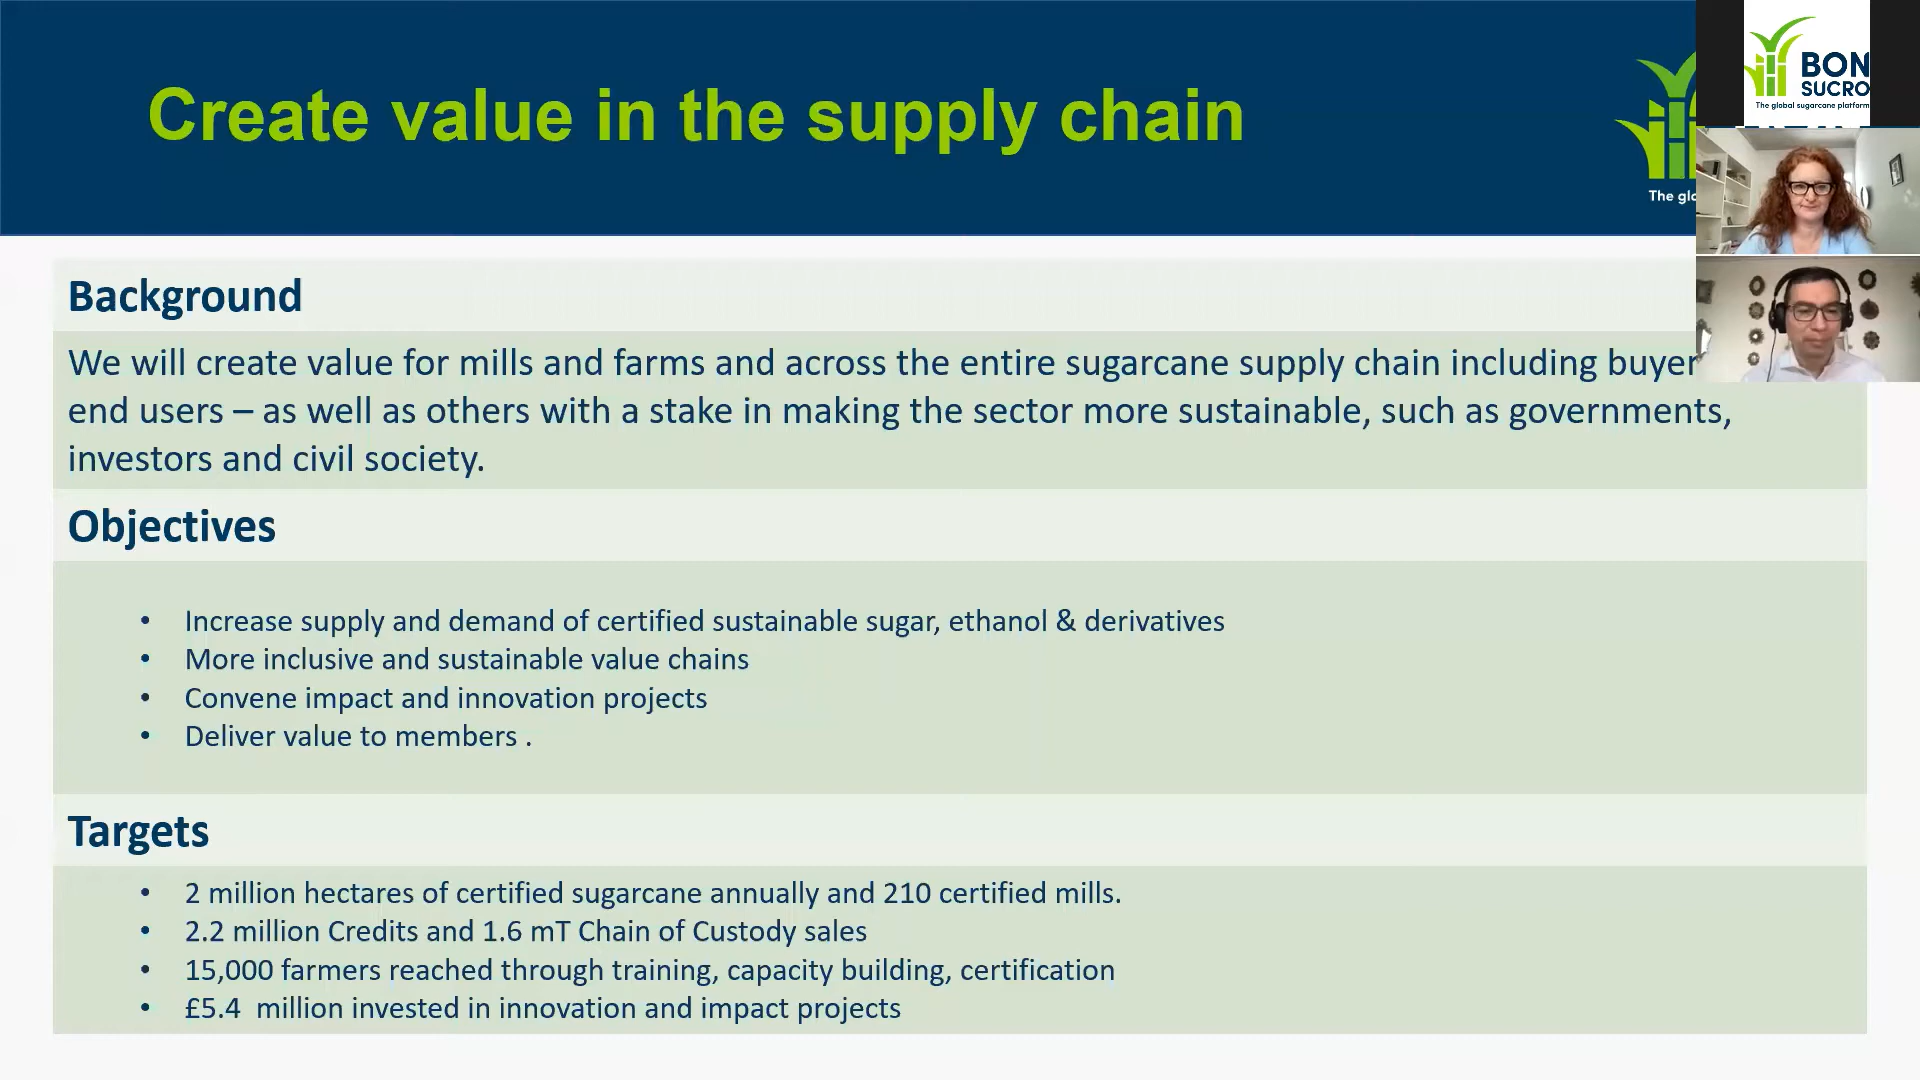 Create value in the supply chain
The glo
BON
SUCRO
The global sugarcane platform
Background
We will create value for mills and farms and across the entire sugarcane supply chain including buyer
end users – as well as others with a stake in making the sector more sustainable, such as governments,
investors and civil society.
Objectives
• Increase supply and demand of certified sustainable sugar, ethanol & derivatives
• More inclusive and sustainable value chains
• Convene impact and innovation projects
• Deliver value to members .
Targets
• 2 million hectares of certified sugarcane annually and 210 certified mills.
• 2.2 million Credits and 1.6 mT Chain of Custody sales
• 15,000 farmers reached through training, capacity building, certification
• £5.4  million invested in innovation and impact projects